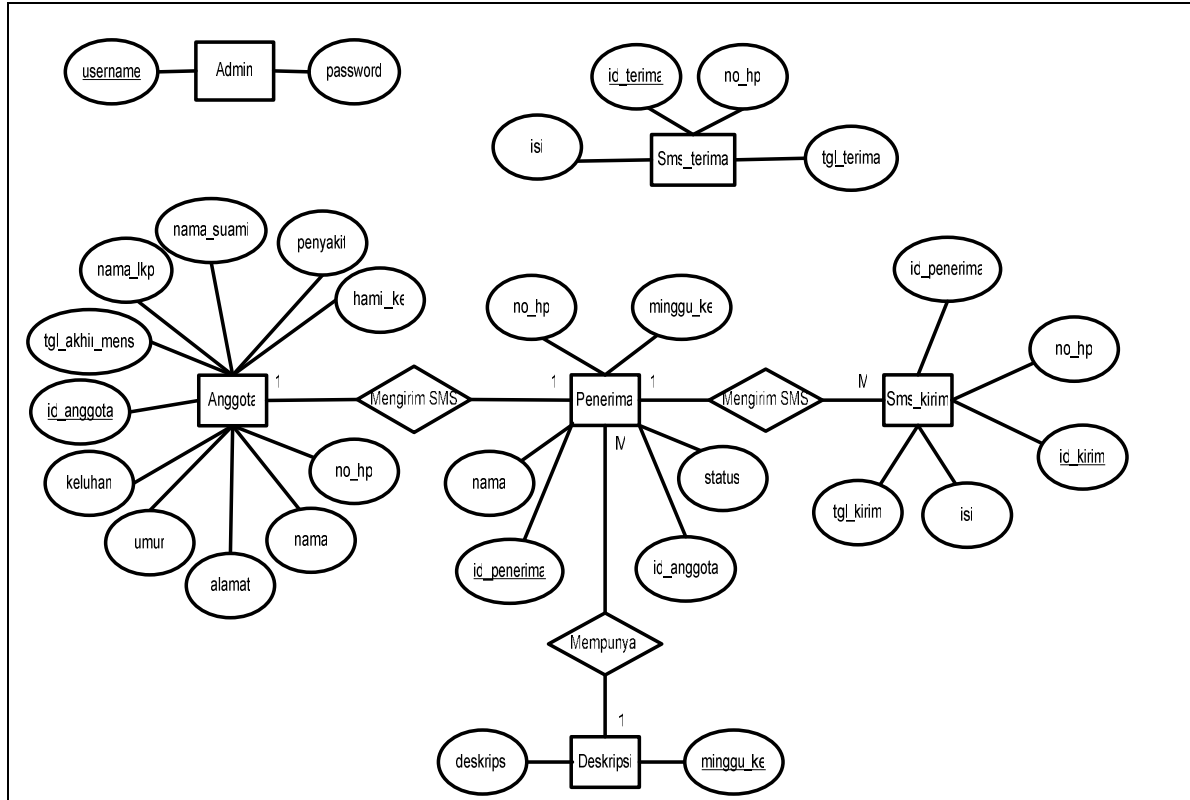 username
Admin
password
id_terima
no_hp
isi
Sms_terima
tgl_terima
nama_suami
penyakit
nama_lkp
hami_ke
tgl_akhir_mens
id_anggota
Anggota
1
keluhan
umur
alamat
nama
no_hp
Mengirim SMS
no_hp
minggu_ke
1
Penerima
1
M
nama
id_penerima
status
id_anggota
Mengirim SMS
M
id_penerima
no_hp
Sms_kirim
id_kirim
tgl_kirim
isi
Mempunya
1
deskrips
Deskripsi
minggu_ke